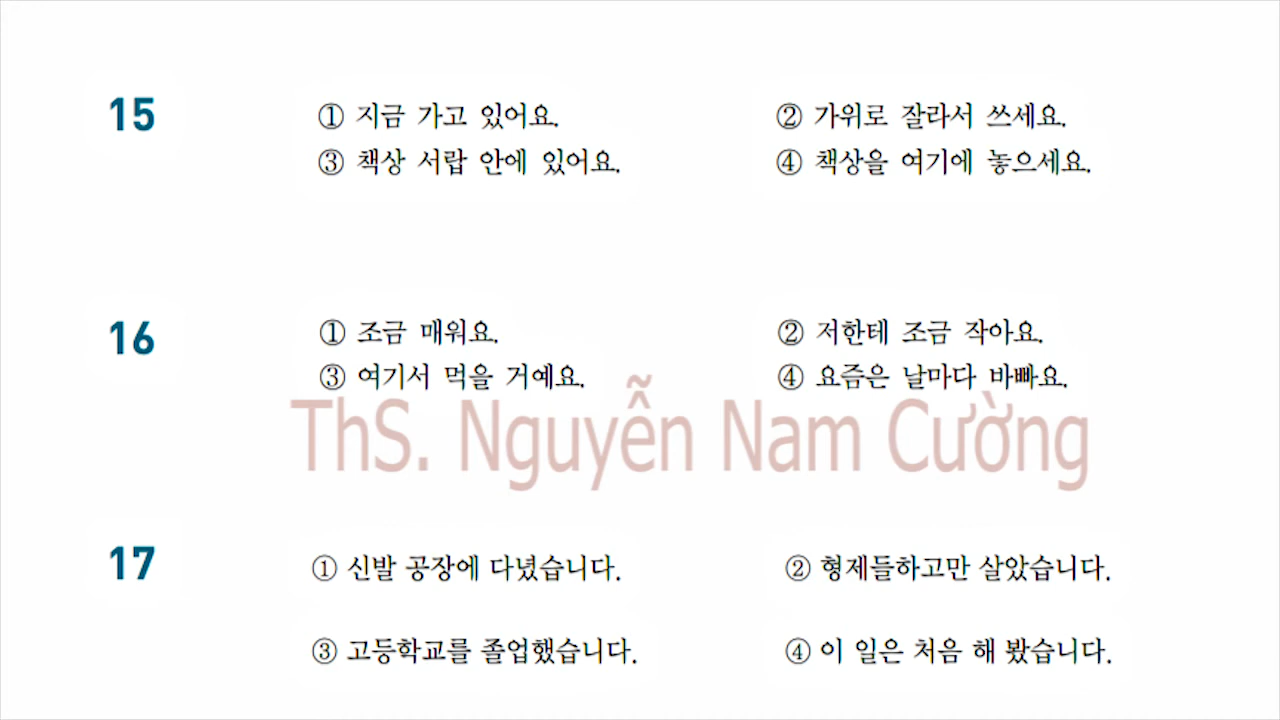 15
① 지금 가고 있어요. ② 가위로 잘라서 쓰세요.
③ 책상 서랍 안에 있어요. ④ 책상을 여기에 놓으세요.
16
① 조금 매워요. ② 저한테 조금 작아요.
③ 여기서 먹을 거예요. ④ 요즘은 날마다 바빠요.
ThS. Nguyễn Nam Cường
17
① 신발 공장에 다녔습니다. ② 형제들하고만 살았습니다.
③ 고등학교를 졸업했습니다. ④ 이 일은 처음 해 봤습니다.